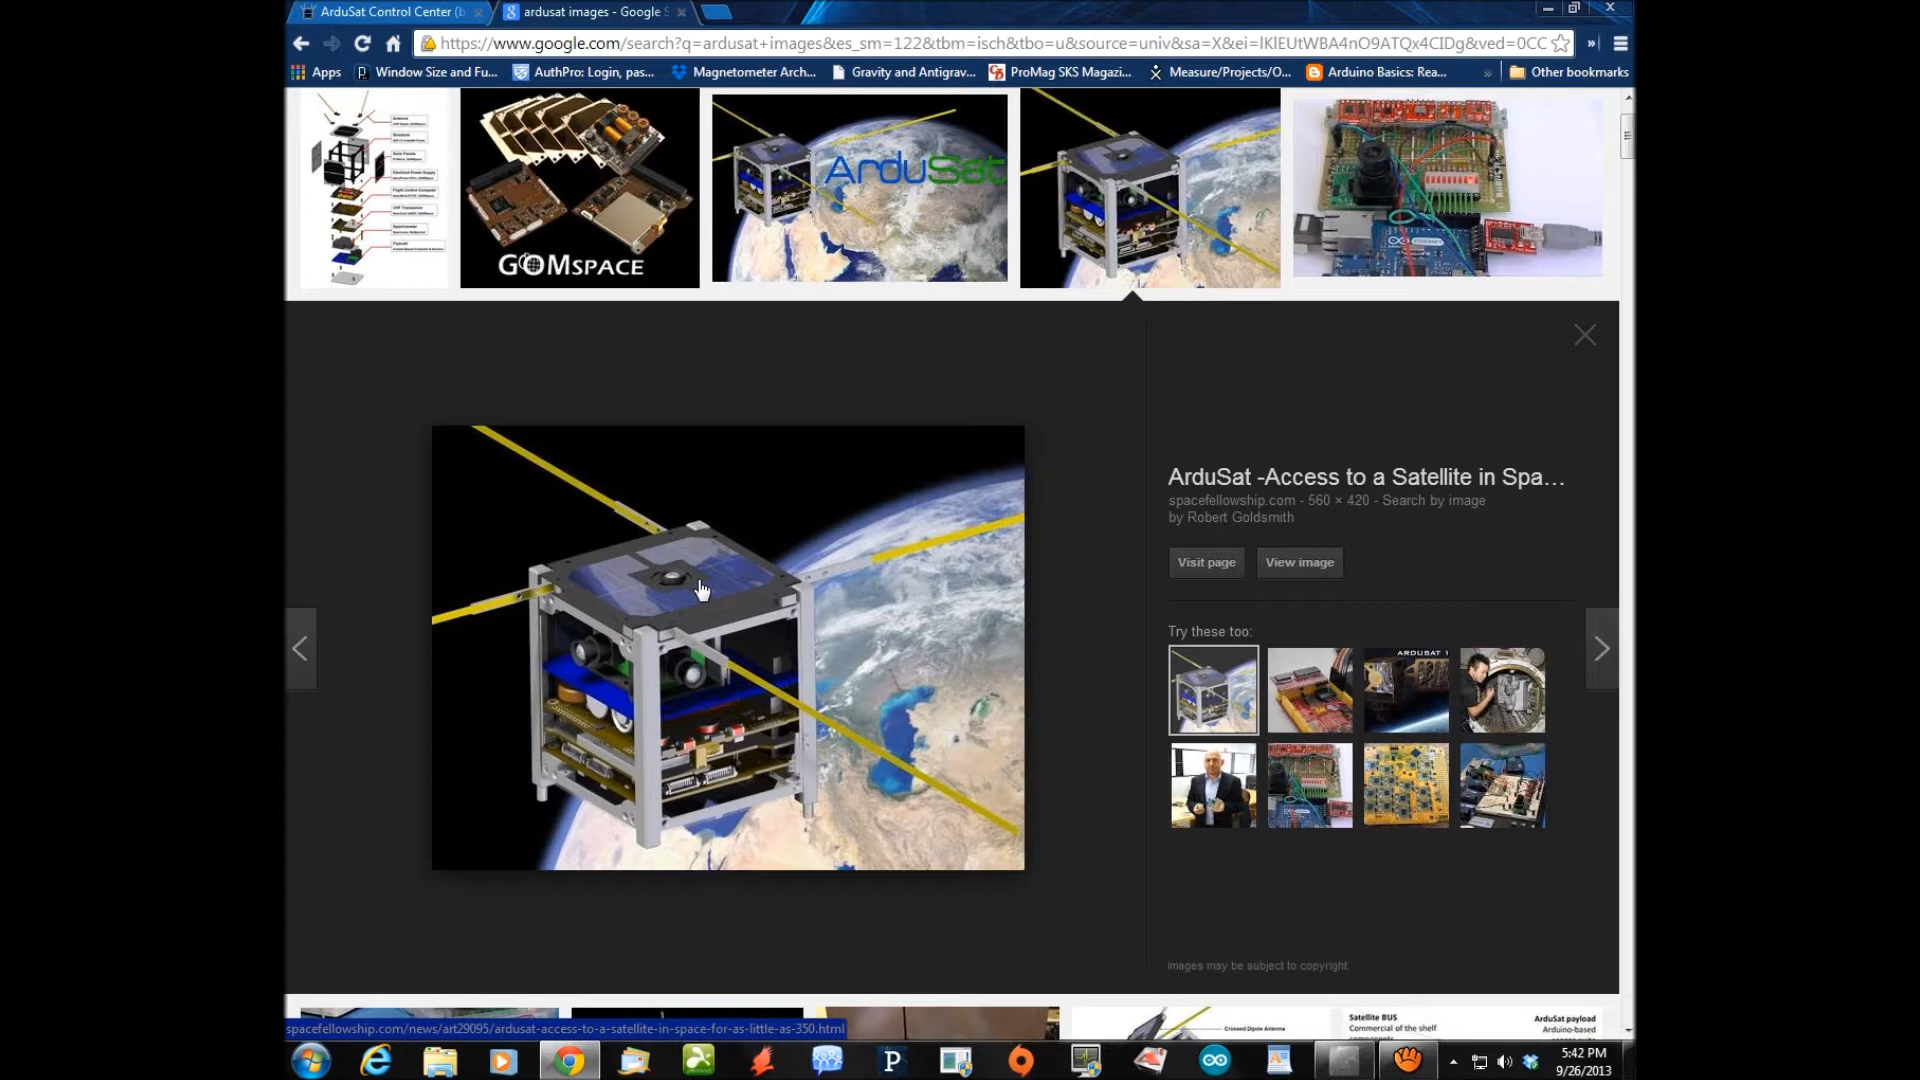 ArduSat Control Center (b
ardusat images - Google S
https://www.google.com/search?q=ardusat+images&es_sm=122&tbm=isch&tbo=u&source=univ&sa=X&ei=lKlEUtWBA4nO9ATQx4CIDg&ved=0CC
Apps
Window Size and Fu...
AuthPro: Login, pas...
Magnetometer Arch...
Gravity and Antigrav...
ProMag SKS Magazi...
Measure/Projects/O...
Arduino Basics: Rea...
Other bookmarks
GOMSPACE
ArduSat
ArduSat -Access to a Satellite in Spa...
spacefellowship.com - 560 × 420 - Search by image
by Robert Goldsmith
Visit page
View image
Try these too:
ARDUSAT 1
Images may be subject to copyright
Crossed Dipole Antenna
Satellite BUS
Commercial of the shelf
ArduSat payload
Arduino-based
spacefellowship.com/news/art29095/ardusat-access-to-a-satellite-in-space-for-as-little-as-350.html
5:42 PM
9/26/2013